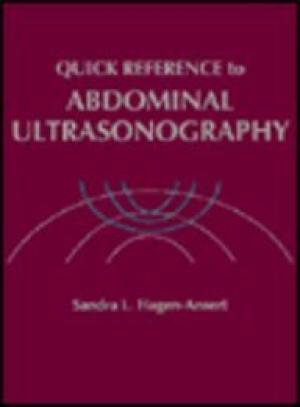 QUICK REFERENCE to
ABDOMINAL
ULTRASONOGRAPHY
Sandra L. Hagen-Ansert